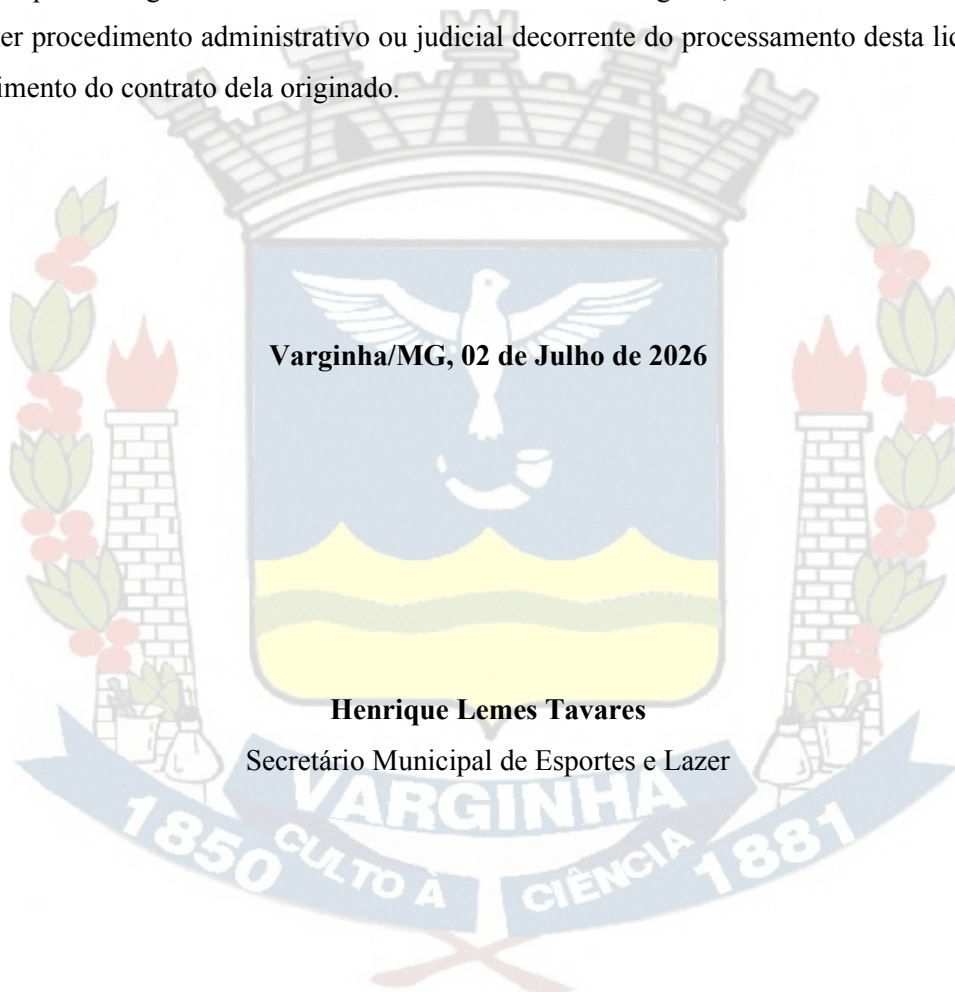 er procedimento administrativo ou judicial decorrente do processamento desta lic
imento do contrato dela originado.
Varginha/MG, 02 de Julho de 2026
Henrique Lemes Tavares
Secretário Municipal de Esportes e Lazer
VARGINHA
1850 CULTO À CIÊNCIA 1881